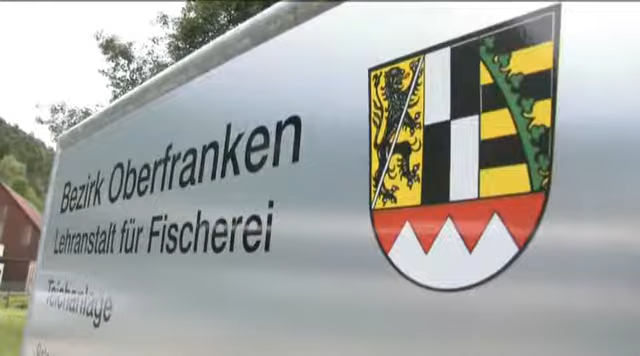 Bezirk Oberfranken
Lehranstalt für Fischerei
Teichanlage